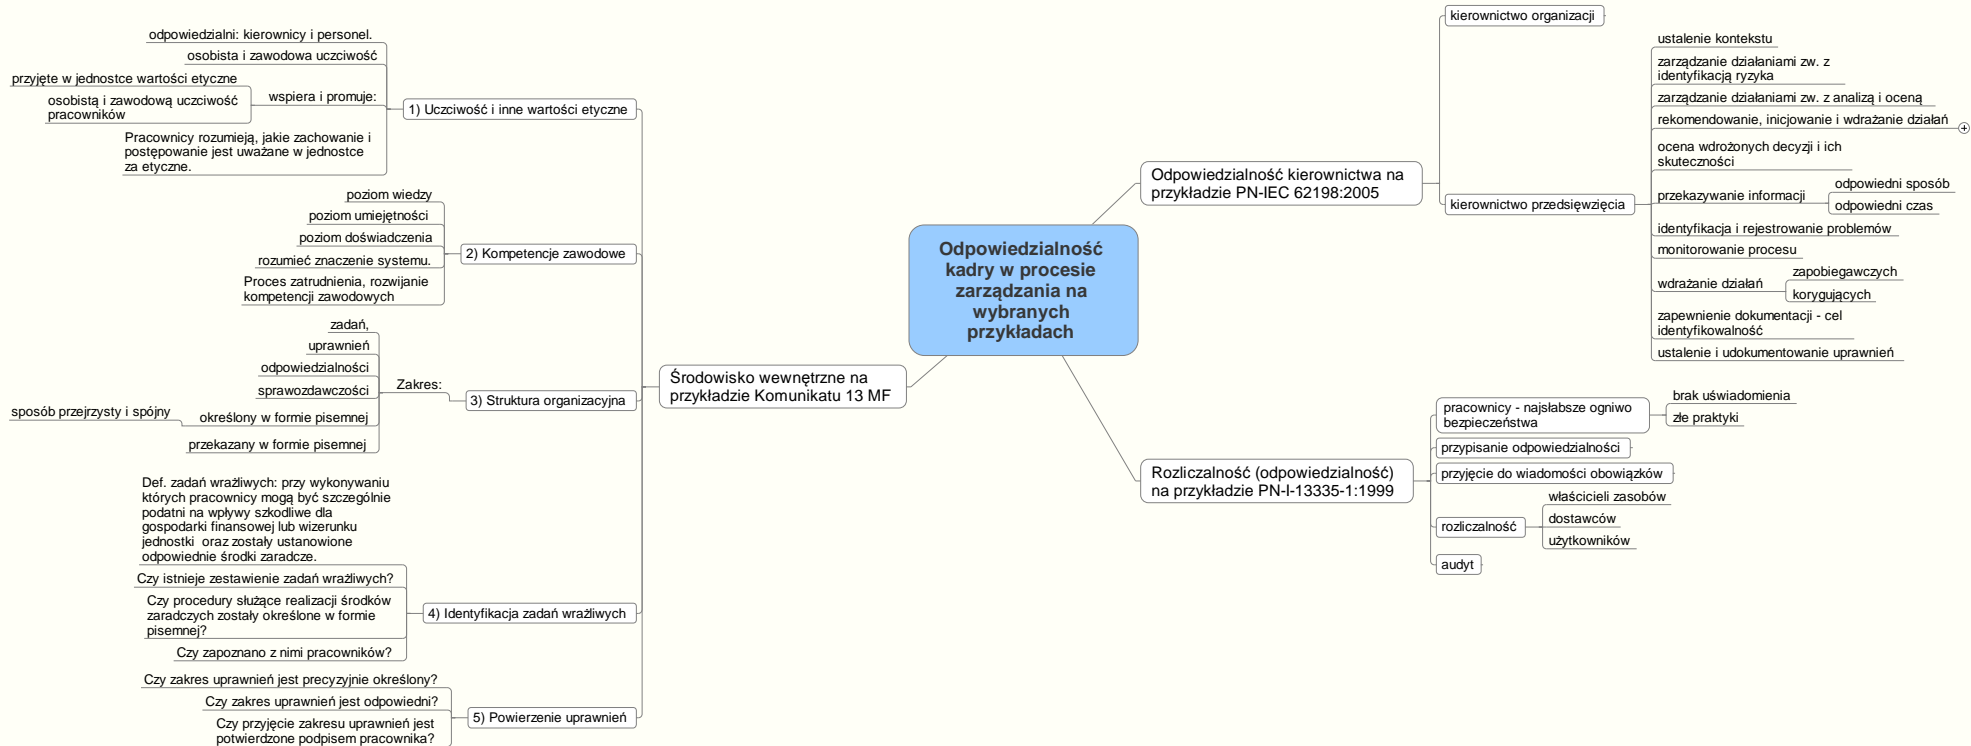 Odpowiedzialność
kadry w procesie
zarządzania na
wybranych
przykładach
Odpowiedzialność kierownictwa na
przykładzie PN-IEC 62198:2005
kierownictwo organizacji
kierownictwo przedsięwzięcia
ustalenie kontekstu
zarządzanie działaniami zw. z
identyfikacją ryzyka
zarządzanie działaniami zw. z analizą i oceną
rekomendowanie, inicjowanie i wdrażanie działań
ocena wdrożonych decyzji i ich
skuteczności
przekazywanie informacji
odpowiedni sposób
odpowiedni czas
identyfikacja i rejestrowanie problemów
monitorowanie procesu
wdrażanie działań
zapobiegawczych
korygujących
zapewnienie dokumentacji - cel
identyfikowalność
ustalenie i udokumentowanie uprawnień
Rozliczalność (odpowiedzialność)
na przykładzie PN-I-13335-1:1999
pracownicy - najsłabsze ogniwo
bezpieczeństwa
brak uświadomienia
złe praktyki
przypisanie odpowiedzialności
przyjęcie do wiadomości obowiązków
rozliczalność
właścicieli zasobów
dostawców
użytkowników
audyt
Środowisko wewnętrzne na
przykładzie Komunikatu 13 MF
1) Uczciwość i inne wartości etyczne
odpowiedzialni: kierownicy i personel.
osobista i zawodowa uczciwość
wspiera i promuje:
przyjęte w jednostce wartości etyczne
osobistą i zawodową uczciwość
pracowników
Pracownicy rozumieją, jakie zachowanie i
postępowanie jest uważane w jednostce
za etyczne.
2) Kompetencje zawodowe
poziom wiedzy
poziom umiejętności
poziom doświadczenia
rozumieć znaczenie systemu.
Proces zatrudnienia, rozwijanie
kompetencji zawodowych
3) Struktura organizacyjna
Zakres:
zadań,
uprawnień
odpowiedzialności
sprawozdawczości
określony w formie pisemnej
sposób przejrzysty i spójny
przekazany w formie pisemnej
4) Identyfikacja zadań wrażliwych
Def. zadań wrażliwych: przy wykonywaniu
których pracownicy mogą być szczególnie
podatni na wpływy szkodliwe dla
gospodarki finansowej lub wizerunku
jednostki oraz zostały ustanowione
odpowiednie środki zaradcze.
Czy istnieje zestawienie zadań wrażliwych?
Czy procedury służące realizacji środków
zaradczych zostały określone w formie
pisemnej?
Czy zapoznano z nimi pracowników?
5) Powierzenie uprawnień
Czy zakres uprawnień jest precyzyjnie określony?
Czy zakres uprawnień jest odpowiedni?
Czy przyjęcie zakresu uprawnień jest
potwierdzone podpisem pracownika?